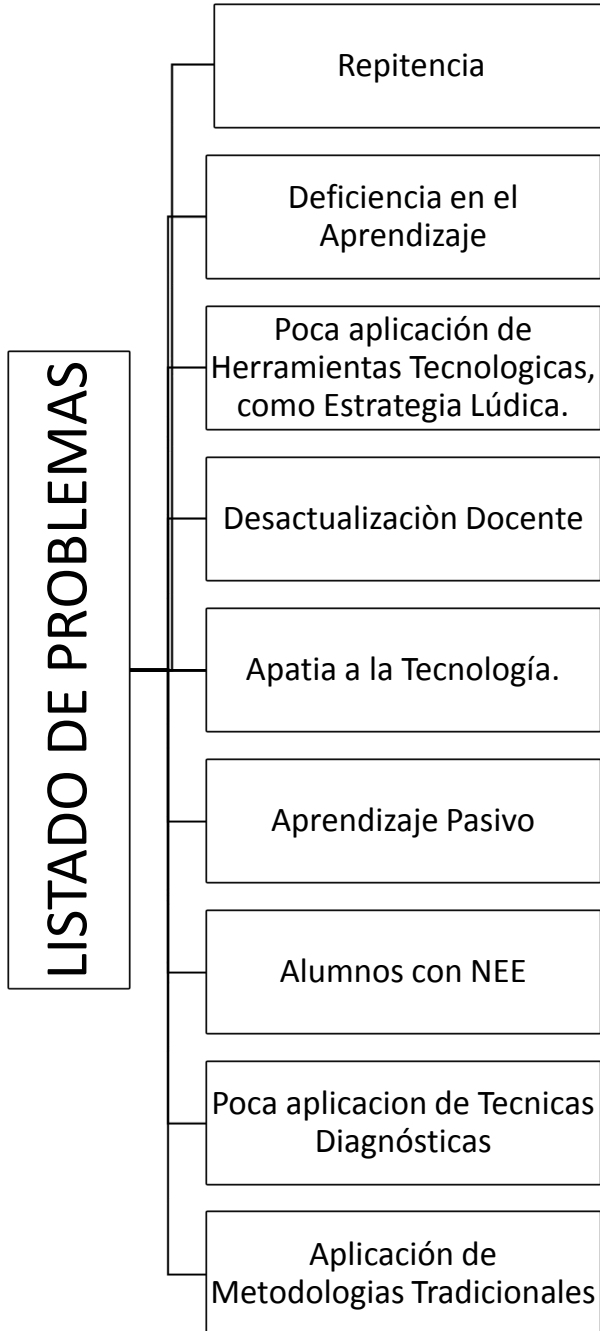 LISTADO DE PROBLEMAS
Repitencia
Deficiencia en el
Aprendizaje
Poca aplicación de
Herramientas Tecnologicas,
como Estrategia Lúdica.
Desactualizaciòn Docente
Apatia a la Tecnología.
Aprendizaje Pasivo
Alumnos con NEE
Poca aplicacion de Tecnicas
Diagnósticas
Aplicación de
Metodologias Tradicionales